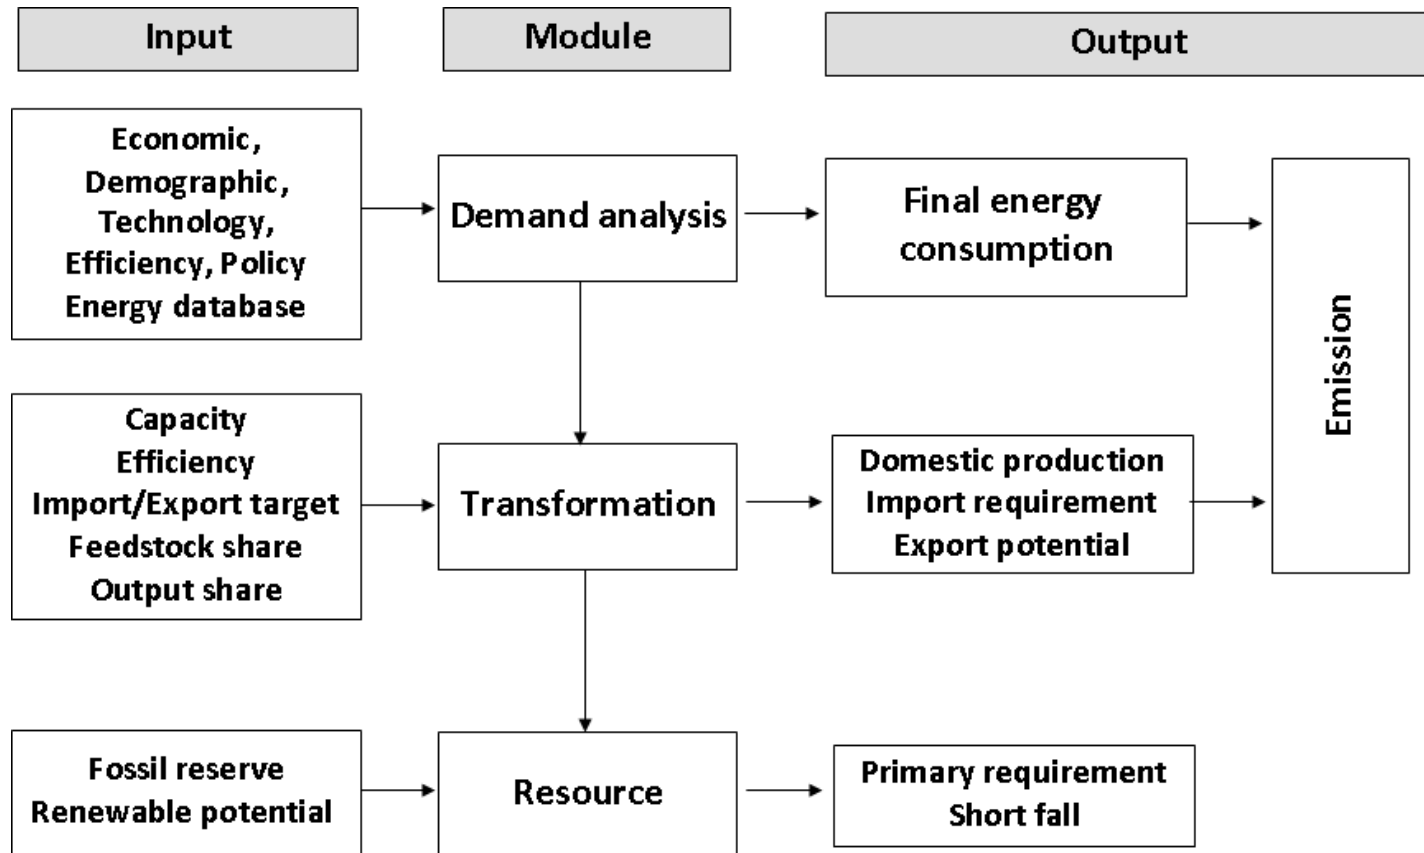 Input
Module
Output
Economic,
Demographic,
Technology,
Efficiency, Policy
Energy database
Demand analysis
Final energy
consumption
Emission
Capacity
Efficiency
Import/Export target
Feedstock share
Output share
Transformation
Domestic production
Import requirement
Export potential
Fossil reserve
Renewable potential
Resource
Primary requirement
Short fall